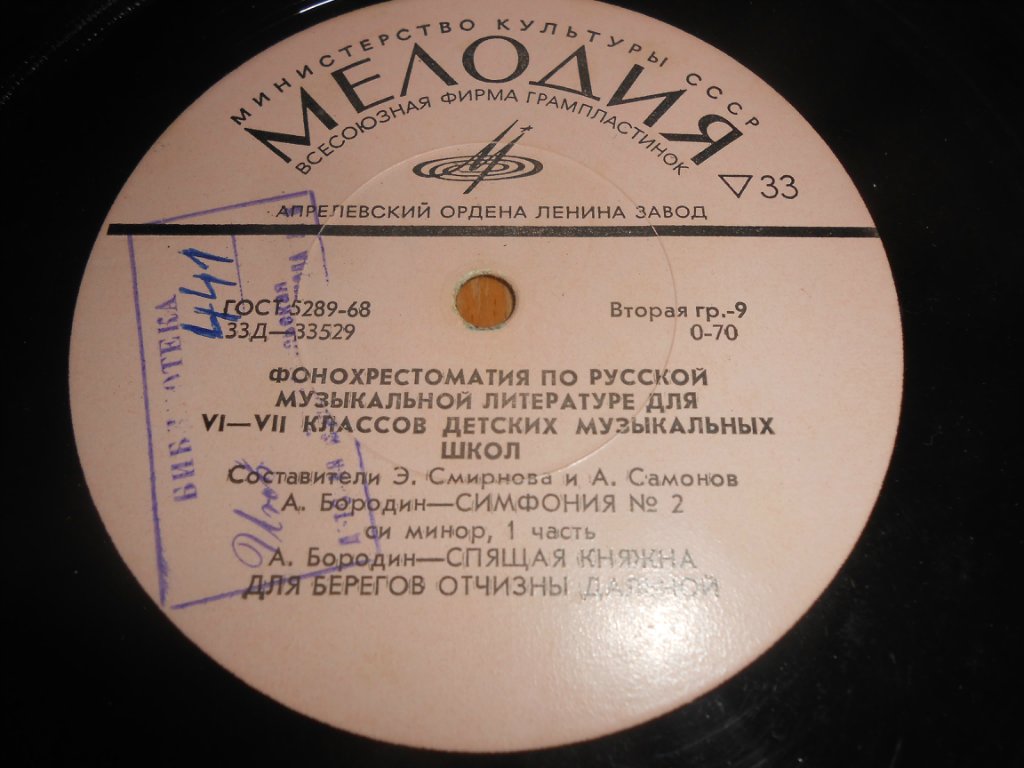 МИНИСТЕРСТВО КУЛЬТУРЫ СССР
МЕЛОДИЯ
ВСЕСОЮЗНАЯ ФИРМА ГРАМПЛАСТИНОК
▽ 33
АПРЕЛЕВСКИЙ ОРДЕНА ЛЕНИНА ЗАВОД
441
БИБЛИОТЕКА
ГОСТ 5289-68
Вторая гр.-9
33Д—33529
0-70
ФОНОХРЕСТОМАТИЯ ПО РУССКОЙ
МУЗЫКАЛЬНОЙ ЛИТЕРАТУРЕ ДЛЯ
VI—VII КЛАССОВ ДЕТСКИХ МУЗЫКАЛЬНЫХ
ШКОЛ
Составители Э. Смирнова и А. Самонов
А. Бородин—СИМФОНИЯ № 2
си минор, 1 часть
А. Бородин—СПЯЩАЯ КНЯЖНА
ДЛЯ БЕРЕГОВ ОТЧИЗНЫ ДАЛЬНОЙ